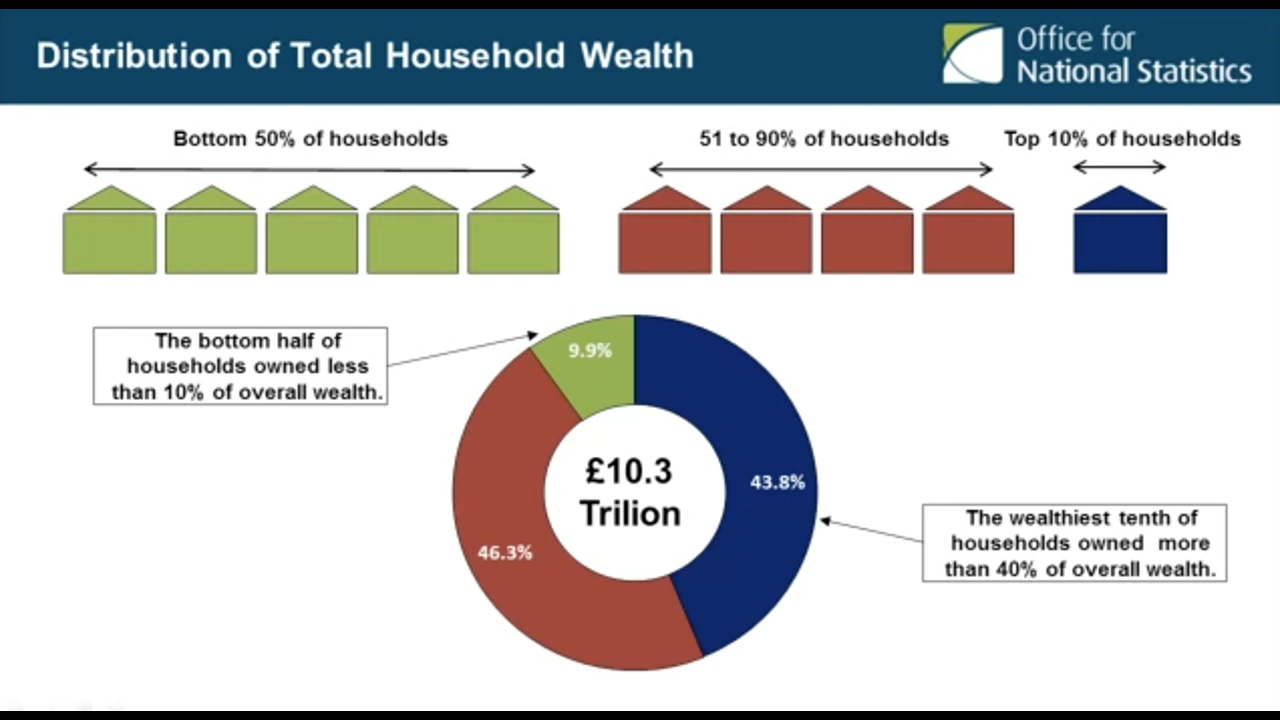 Distribution of Total Household Wealth
Office for
National Statistics
Bottom 50% of households
51 to 90% of households
Top 10% of households
The bottom half of
households owned less
than 10% of overall wealth.
9.9%
£10.3
Trilion
43.8%
46.3%
The wealthiest tenth of
households owned more
than 40% of overall wealth.